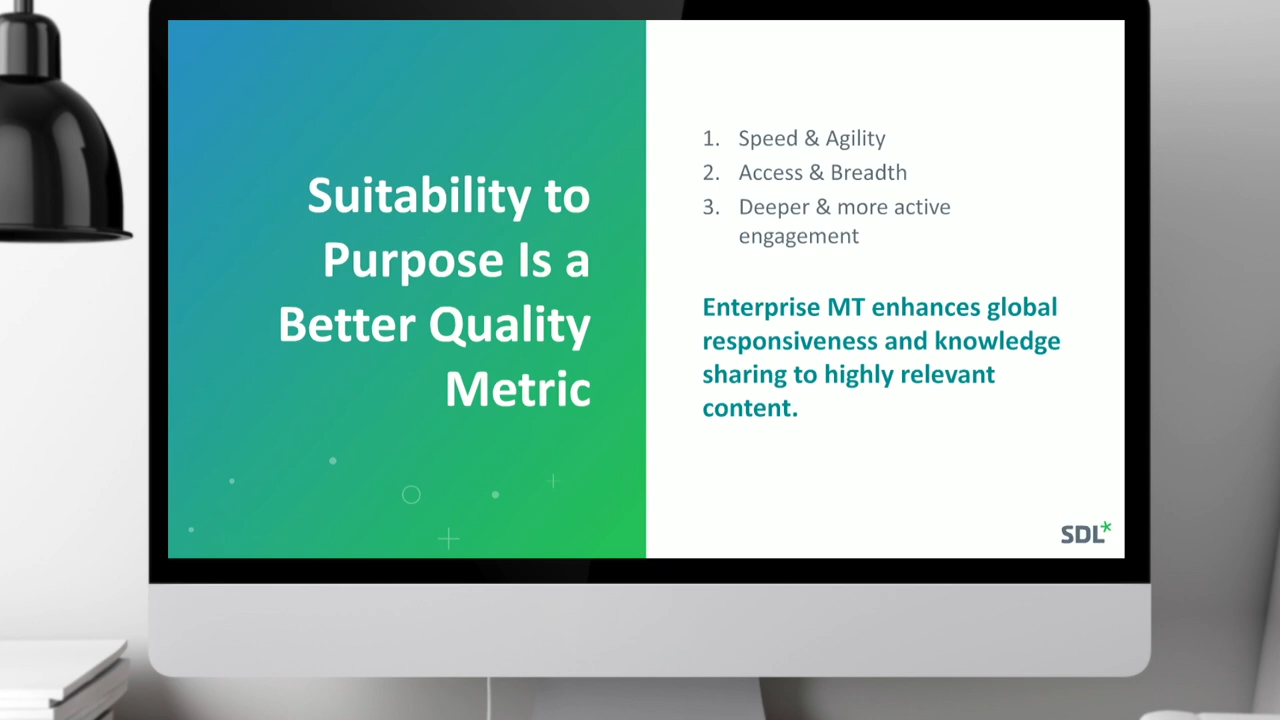 Suitability to
Purpose Is a
Better Quality
Metric
1. Speed & Agility
2. Access & Breadth
3. Deeper & more active
engagement
Enterprise MT enhances global
responsiveness and knowledge
sharing to highly relevant
content.
SDL*